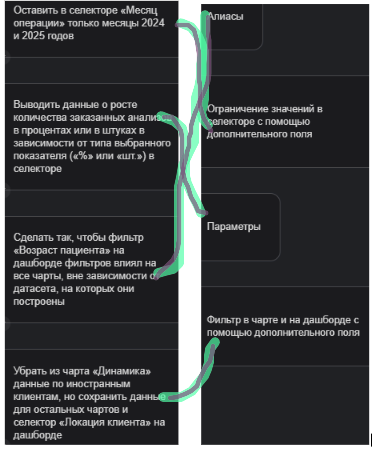 Оставить в селекторе «Месяц
операции» только месяцы 2024
и 2025 годов
Выводить данные о росте
количества заказанных анализов
в процентах или в штуках в
зависимости от типа выбранного
показателя («%» или «шт.») в
селекторе
Сделать так, чтобы фильтр
«Возраст пациента» на
дашборде фильтров влиял на
все чарты, вне зависимости от
датасета, на которых они
построены
Убрать из чарта «Динамика»
данные по иностранным
клиентам, но сохранить данные
для остальных чартов и
селектор «Локация клиента» на
дашборде
Алиасы
Ограничение значений в
селекторе с помощью
дополнительного поля
Параметры
Фильтр в чарте и на дашборде с
помощью дополнительного поля